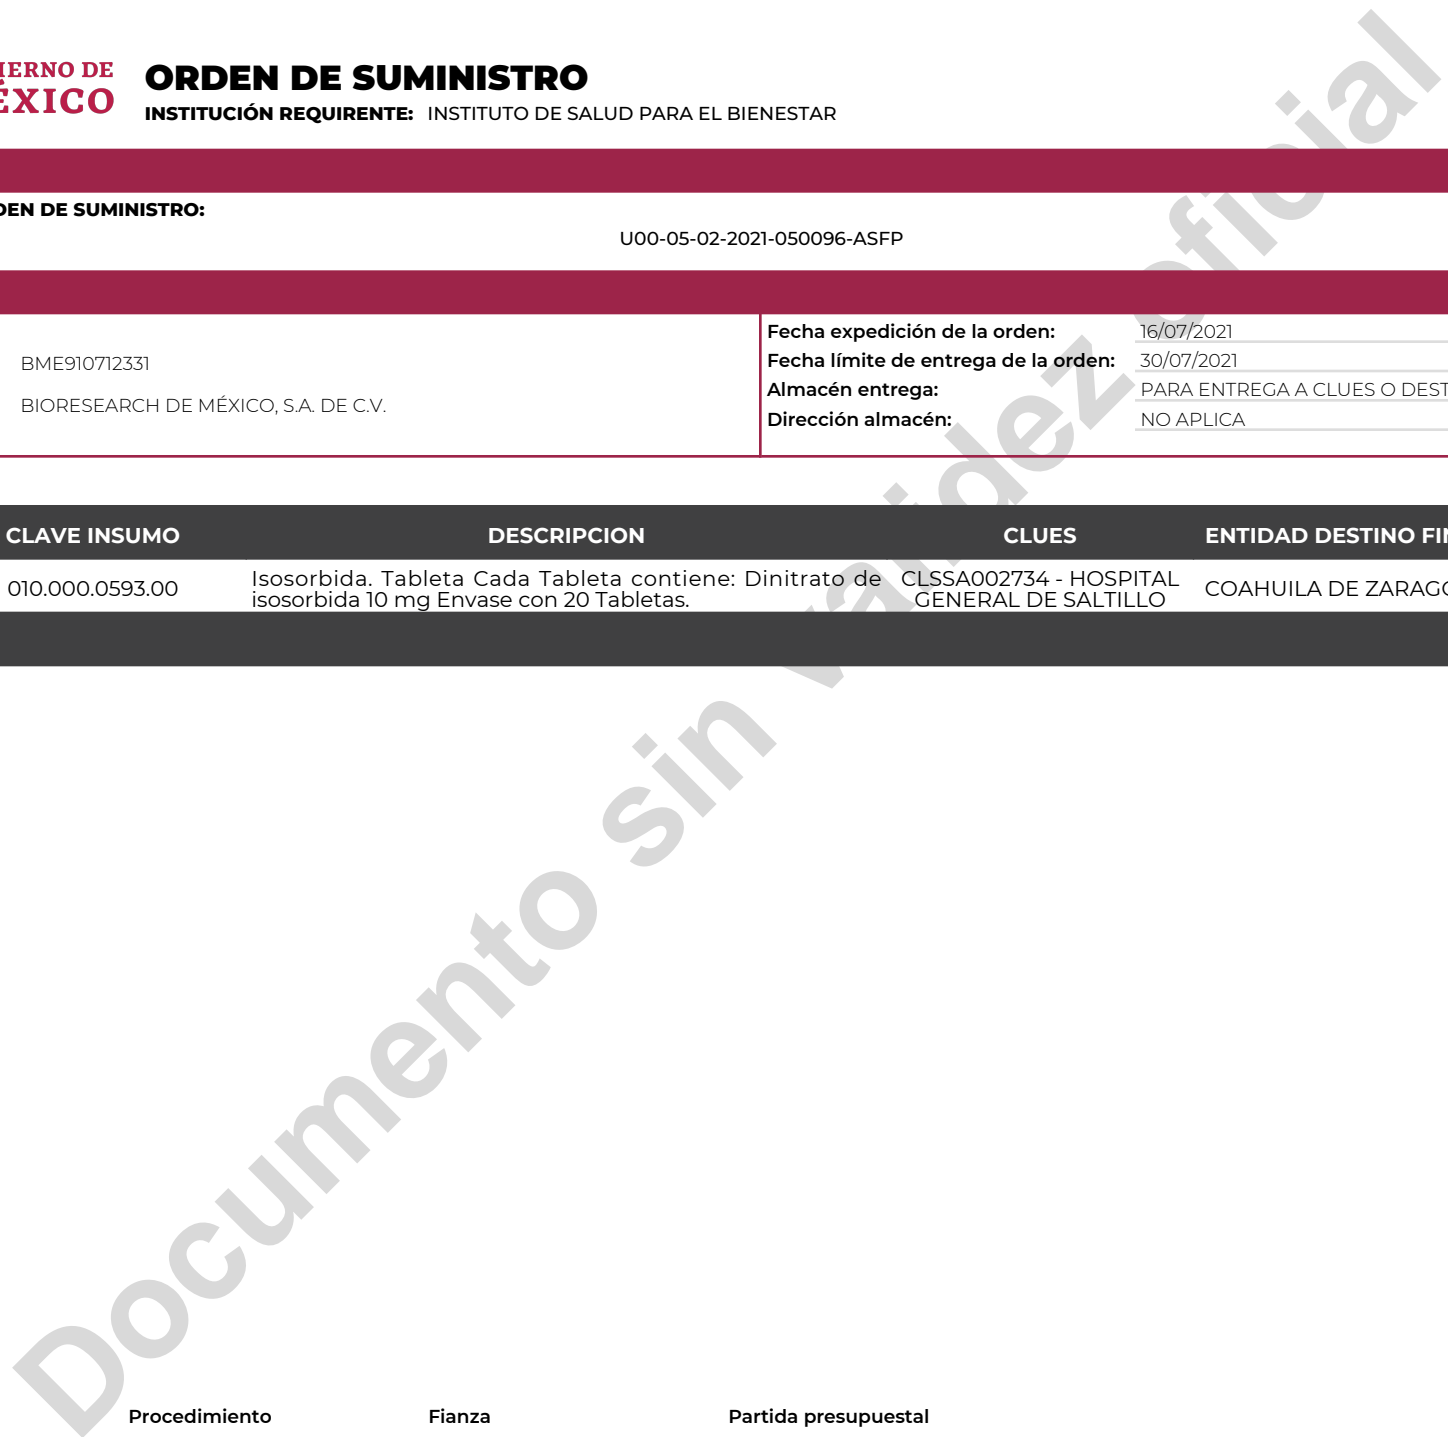 IERNO DE
ÉXICO
ORDEN DE SUMINISTRO
INSTITUCIÓN REQUIRENTE: INSTITUTO DE SALUD PARA EL BIENESTAR
DEN DE SUMINISTRO:
U00-05-02-2021-050096-ASFP
BME910712331
BIORESEARCH DE MÉXICO, S.A. DE C.V.
Fecha expedición de la orden: 16/07/2021
Fecha límite de entrega de la orden: 30/07/2021
Almacén entrega: PARA ENTREGA A CLUES O DEST
Dirección almacén: NO APLICA
CLAVE INSUMO DESCRIPCION CLUES ENTIDAD DESTINO FIN
010.000.0593.00
Isosorbida. Tableta Cada Tableta contiene: Dinitrato de
isosorbida 10 mg Envase con 20 Tabletas.
CLSSA002734 - HOSPITAL
GENERAL DE SALTILLO
COAHUILA DE ZARAGO
Documento sin validez oficial
Procedimiento Fianza Partida presupuestal